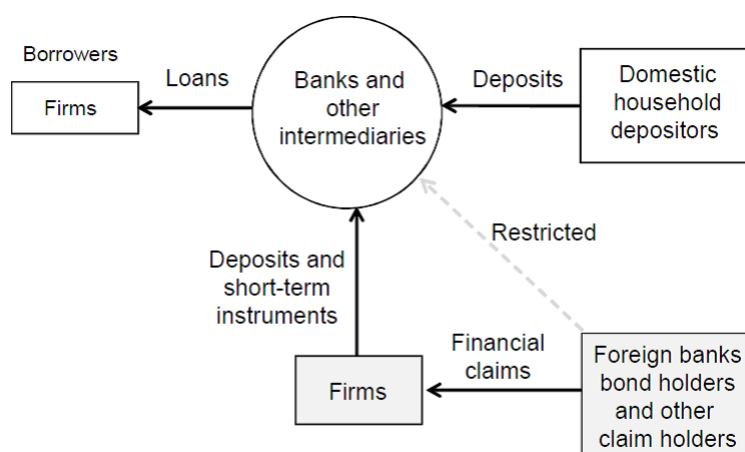 Borrowers
Firms
Loans
Banks and
other
intermediaries
Deposits
Domestic
household
depositors
Restricted
Deposits and
short-term
instruments
Firms
Financial
claims
Foreign banks
bond holders
and other
claim holders